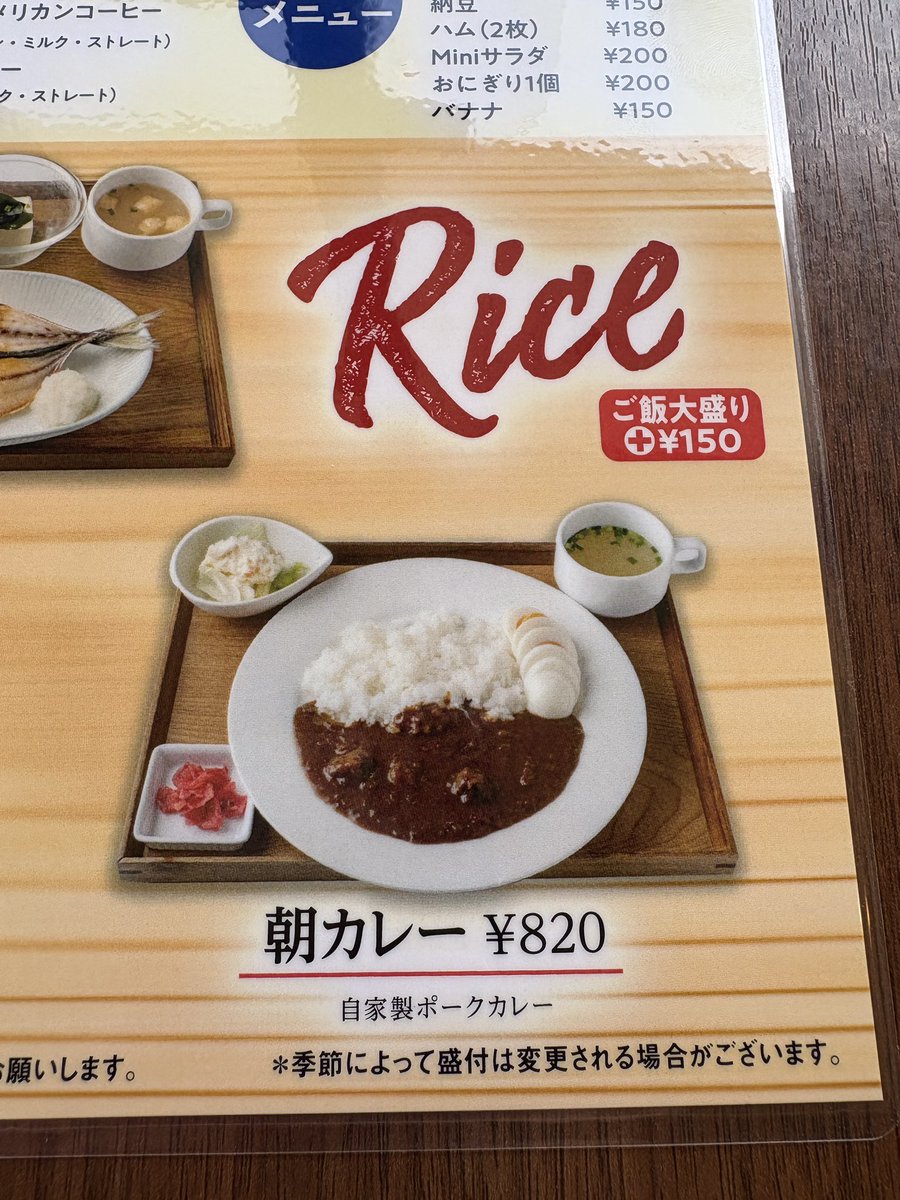 メリカンコーヒー
ン・ミルク・ストレート)
ー
ク・ストレート)
メニュー
納豆 ¥150
ハム(2枚) ¥180
Miniサラダ ¥200
おにぎり1個 ¥200
バナナ ¥150
Rice
ご飯大盛り
+¥150
朝カレー ¥820
自家製ポークカレー
お願いします。
*季節によって盛付は変更される場合がございます。